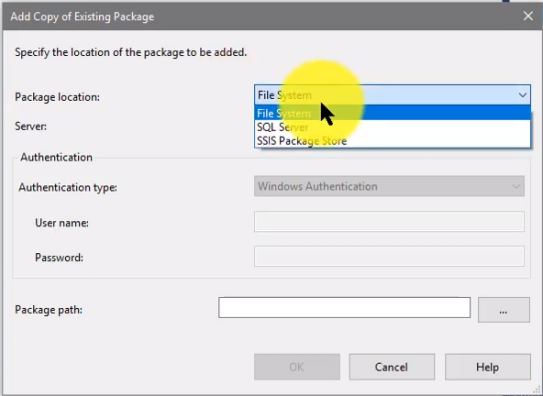 Add Copy of Existing Package
Specify the location of the package to be added.
Package location:
File System
File System
Server:
SQL Server
SSIS Package Store
Authentication
Authentication type:
Windows Authentication
User name:
Password:
Package path:
...
OK
Cancel
Help